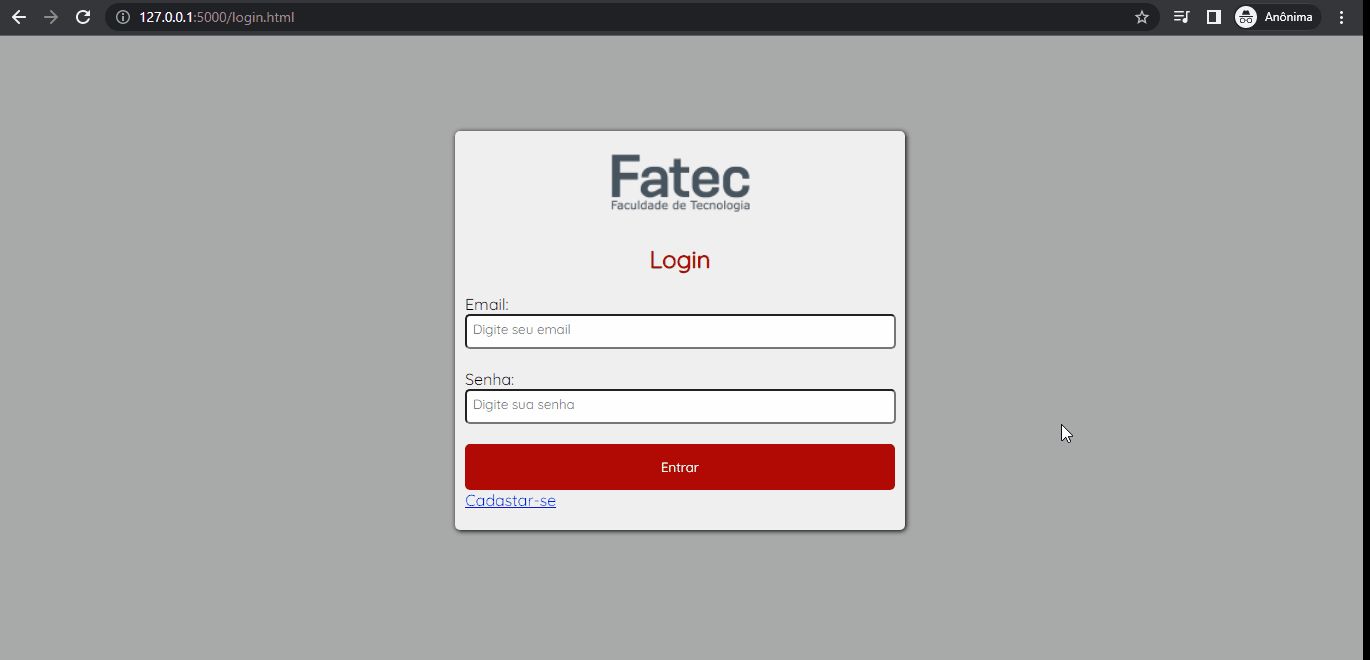 127.0.0.1:5000/login.html
Anônima
Fatec
Faculdade de Tecnologia
Login
Email:
Digite seu email
Senha:
Digite sua senha
Entrar
Cadastar-se